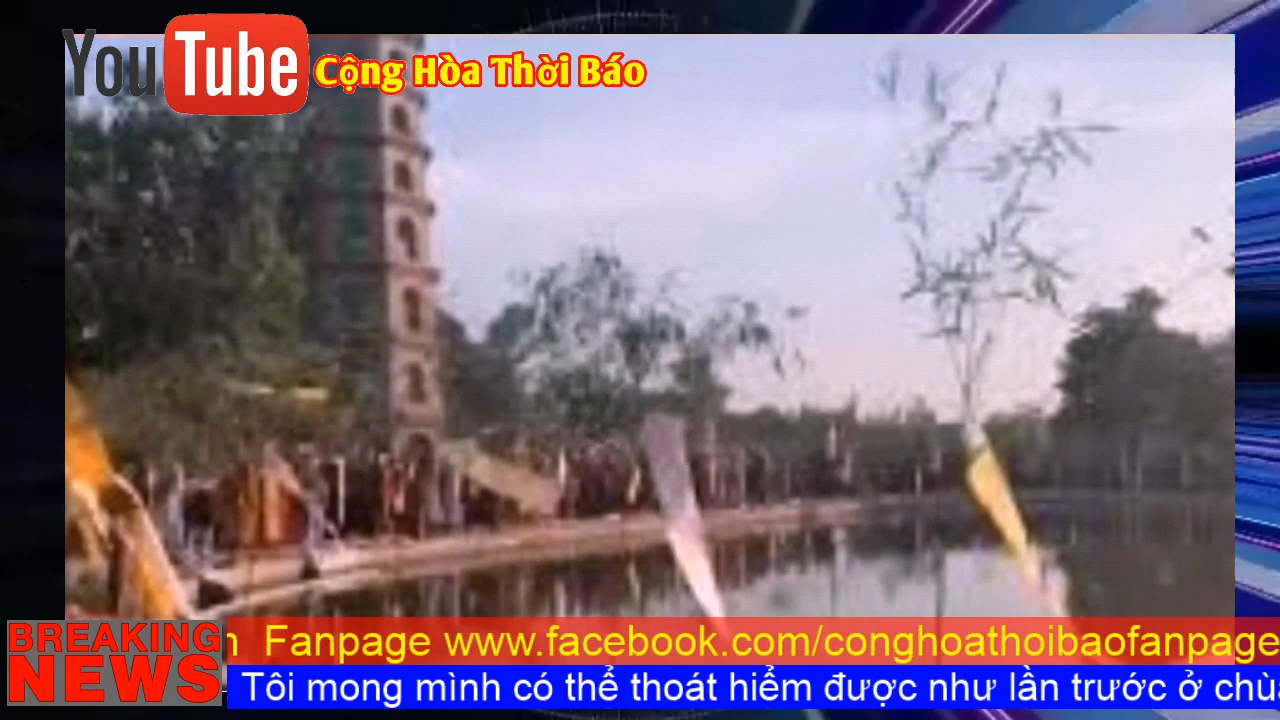 YouTube Cộng Hòa Thời Báo
Fanpage www.facebook.com/conghoathoibaofanpage
BREAKING
NEWS
Tôi mong mình có thể thoát hiểm được như lần trước ở